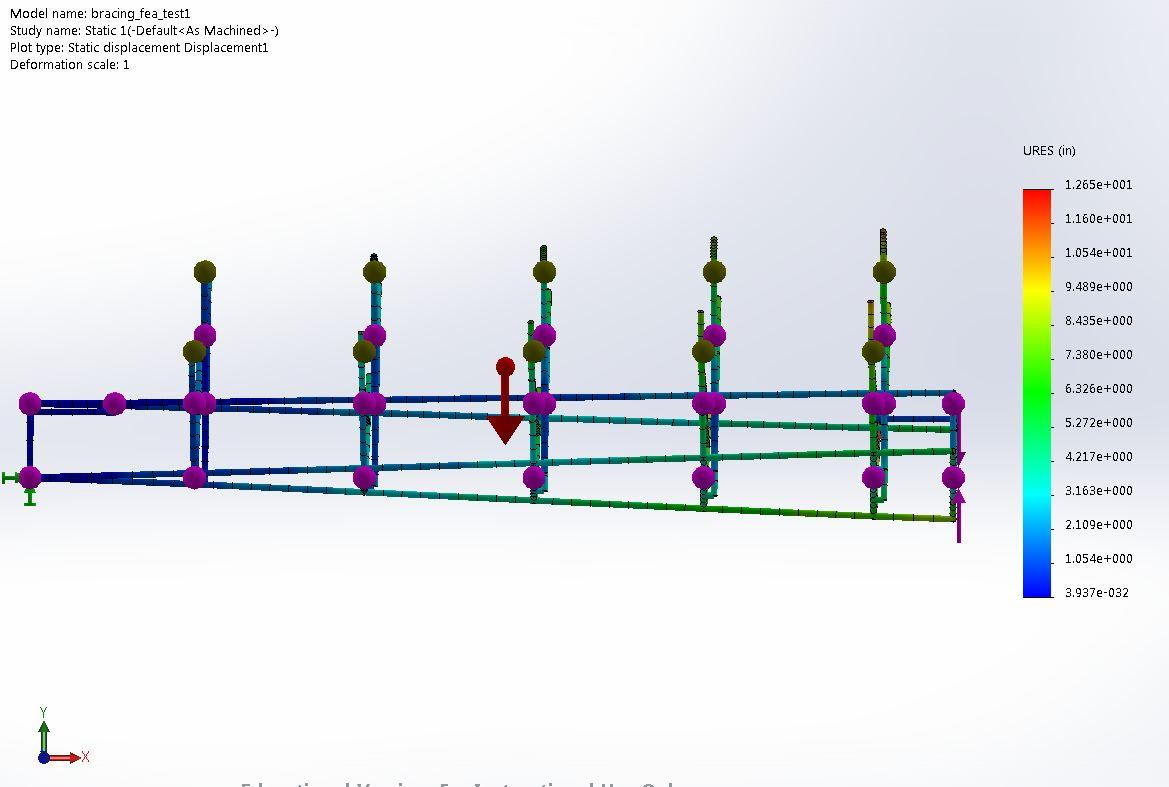 Model name: bracing_fea_test1
Study name: Static 1(-Default<As Machined>-)
Plot type: Static displacement Displacement1
Deformation scale: 1
URES (in)
1.265e+001
1.160e+001
1.054e+001
9.489e+000
8.435e+000
7.380e+000
6.326e+000
5.272e+000
4.217e+000
3.163e+000
2.109e+000
1.054e+000
3.937e-032
Y
X